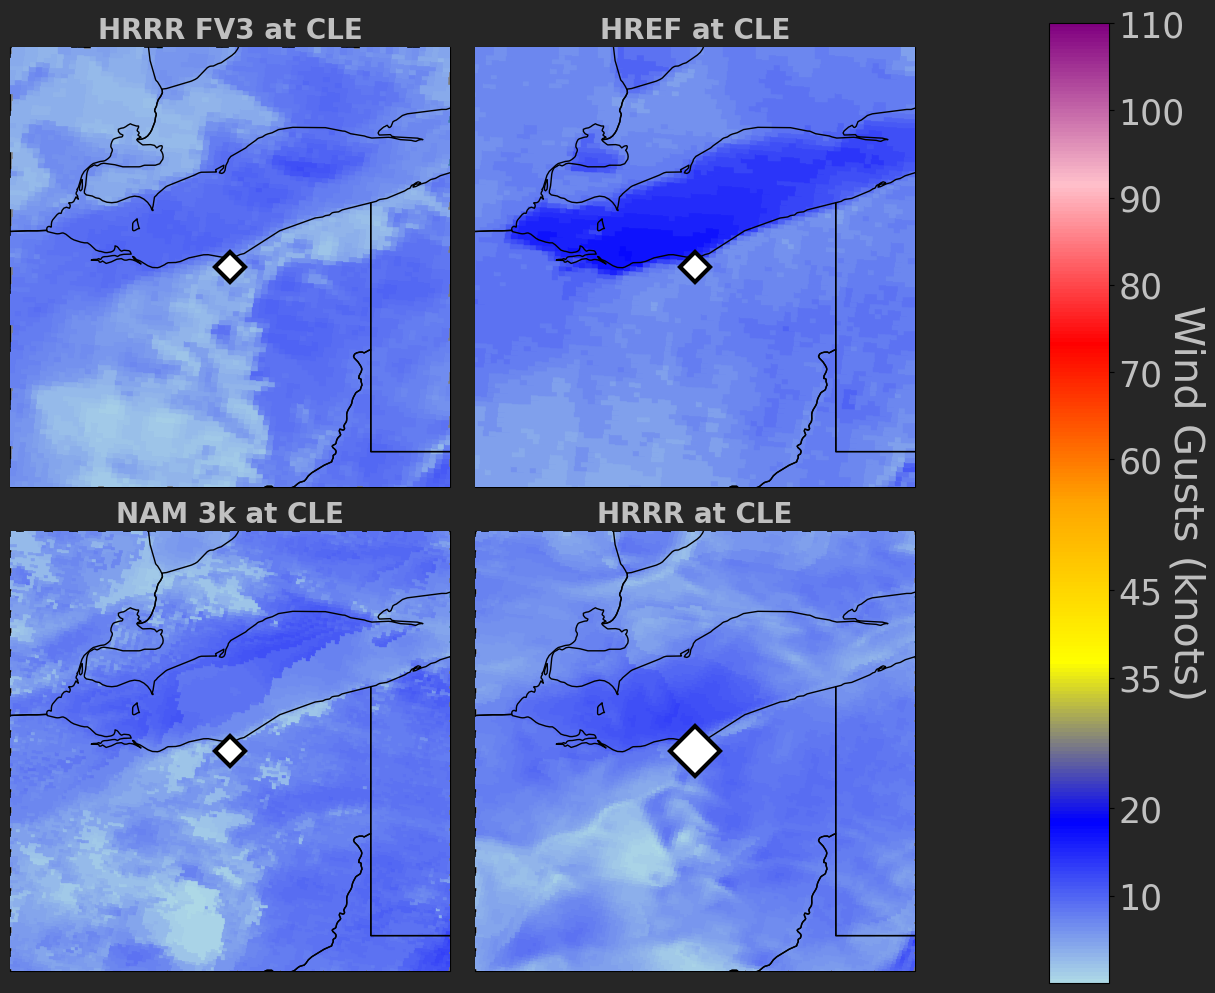 HRRR FV3 at CLE
HREF at CLE
NAM 3k at CLE
HRRR at CLE
110
100
90
80
70
60
45
35
20
10
Wind Gusts (knots)